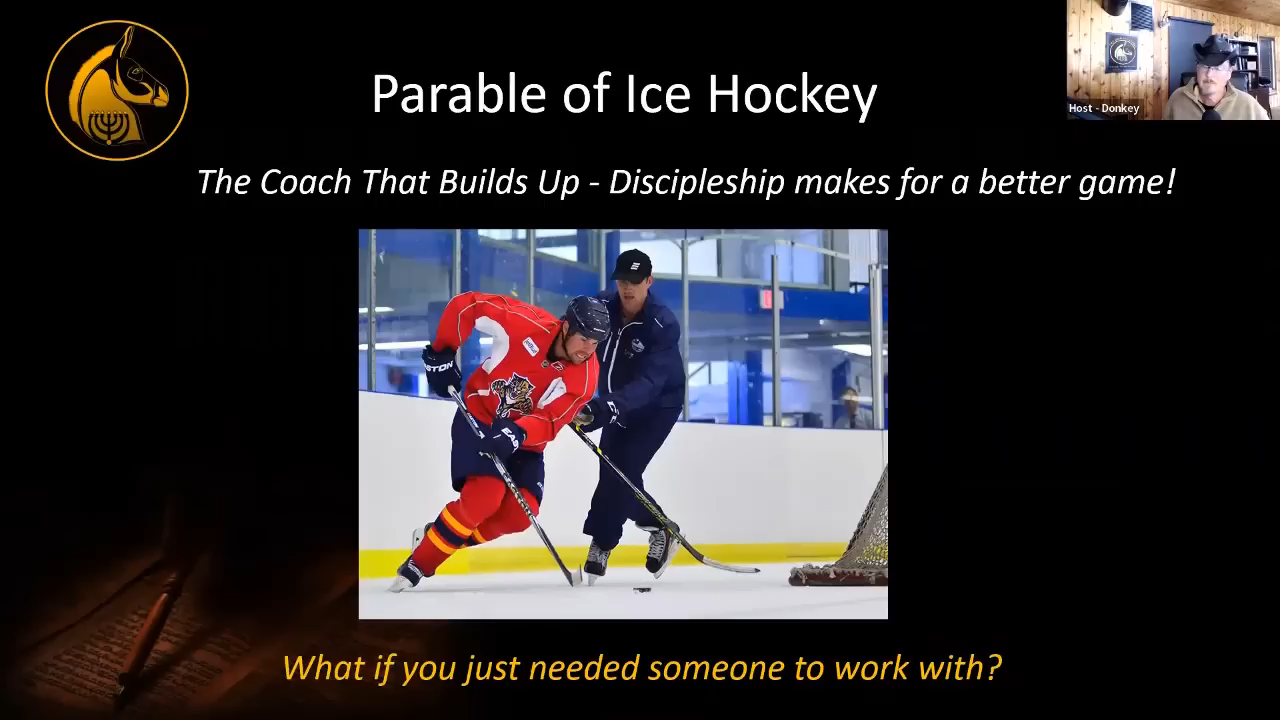 Parable of Ice Hockey
Host - Donkey
The Coach That Builds Up - Discipleship makes for a better game!
EASTON
What if you just needed someone to work with?